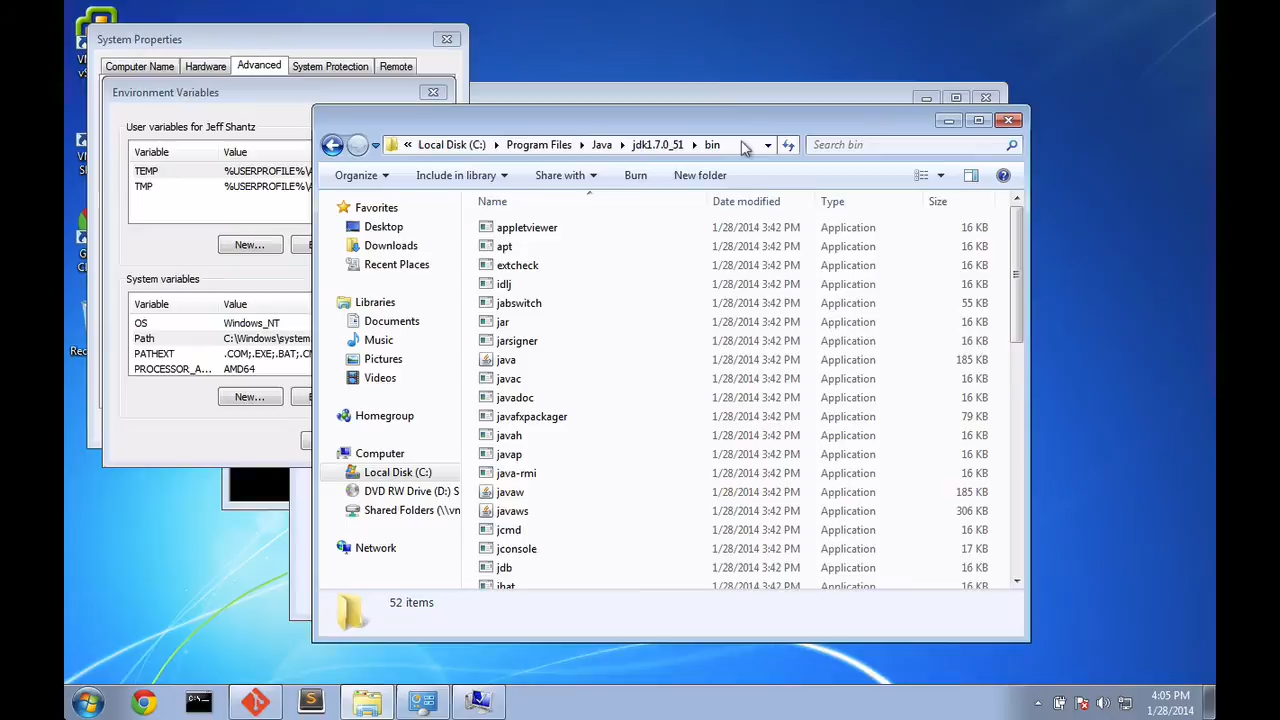 System Properties
Computer Name Hardware Advanced System Protection Remote
Environment Variables
User variables for Jeff Shantz
Variable Value
TEMP %USERPROFILE%\
TMP %USERPROFILE%\
New...
System variables
Variable Value
OS Windows_NT
Path C:\Windows\system
PATHEXT .COM;.EXE;.BAT;.C
PROCESSOR_A... AMD64
New...
« Local Disk (C:) Program Files Java jdk1.7.0_51 bin
Search bin
Organize Include in library Share with Burn New folder
Favorites
Desktop
Downloads
Recent Places
Libraries
Documents
Music
Pictures
Videos
Homegroup
Computer
Local Disk (C:)
DVD RW Drive (D:) S
Shared Folders (\\vn
Network
Name Date modified Type Size
appletviewer 1/28/2014 3:42 PM Application 16 KB
apt 1/28/2014 3:42 PM Application 16 KB
extcheck 1/28/2014 3:42 PM Application 16 KB
idlj 1/28/2014 3:42 PM Application 16 KB
jabswitch 1/28/2014 3:42 PM Application 55 KB
jar 1/28/2014 3:42 PM Application 16 KB
jarsigner 1/28/2014 3:42 PM Application 16 KB
java 1/28/2014 3:42 PM Application 185 KB
javac 1/28/2014 3:42 PM Application 16 KB
javadoc 1/28/2014 3:42 PM Application 16 KB
javafxpackager 1/28/2014 3:42 PM Application 79 KB
javah 1/28/2014 3:42 PM Application 16 KB
javap 1/28/2014 3:42 PM Application 16 KB
java-rmi 1/28/2014 3:42 PM Application 16 KB
javaw 1/28/2014 3:42 PM Application 185 KB
javaws 1/28/2014 3:42 PM Application 306 KB
jcmd 1/28/2014 3:42 PM Application 16 KB
jconsole 1/28/2014 3:42 PM Application 17 KB
jdb 1/28/2014 3:42 PM Application 16 KB
jhat 1/28/2014 3:42 PM Application 16 KB
52 items
4:05 PM
1/28/2014